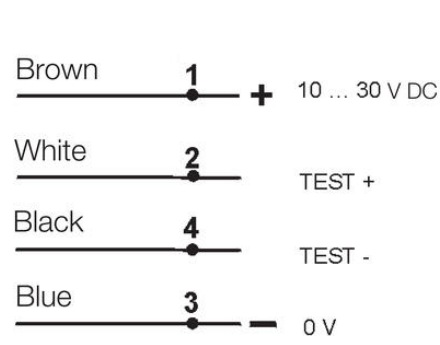 Brown 1 + 10 ... 30 V DC
White 2 TEST +
Black 4 TEST -
Blue 3 − 0 V